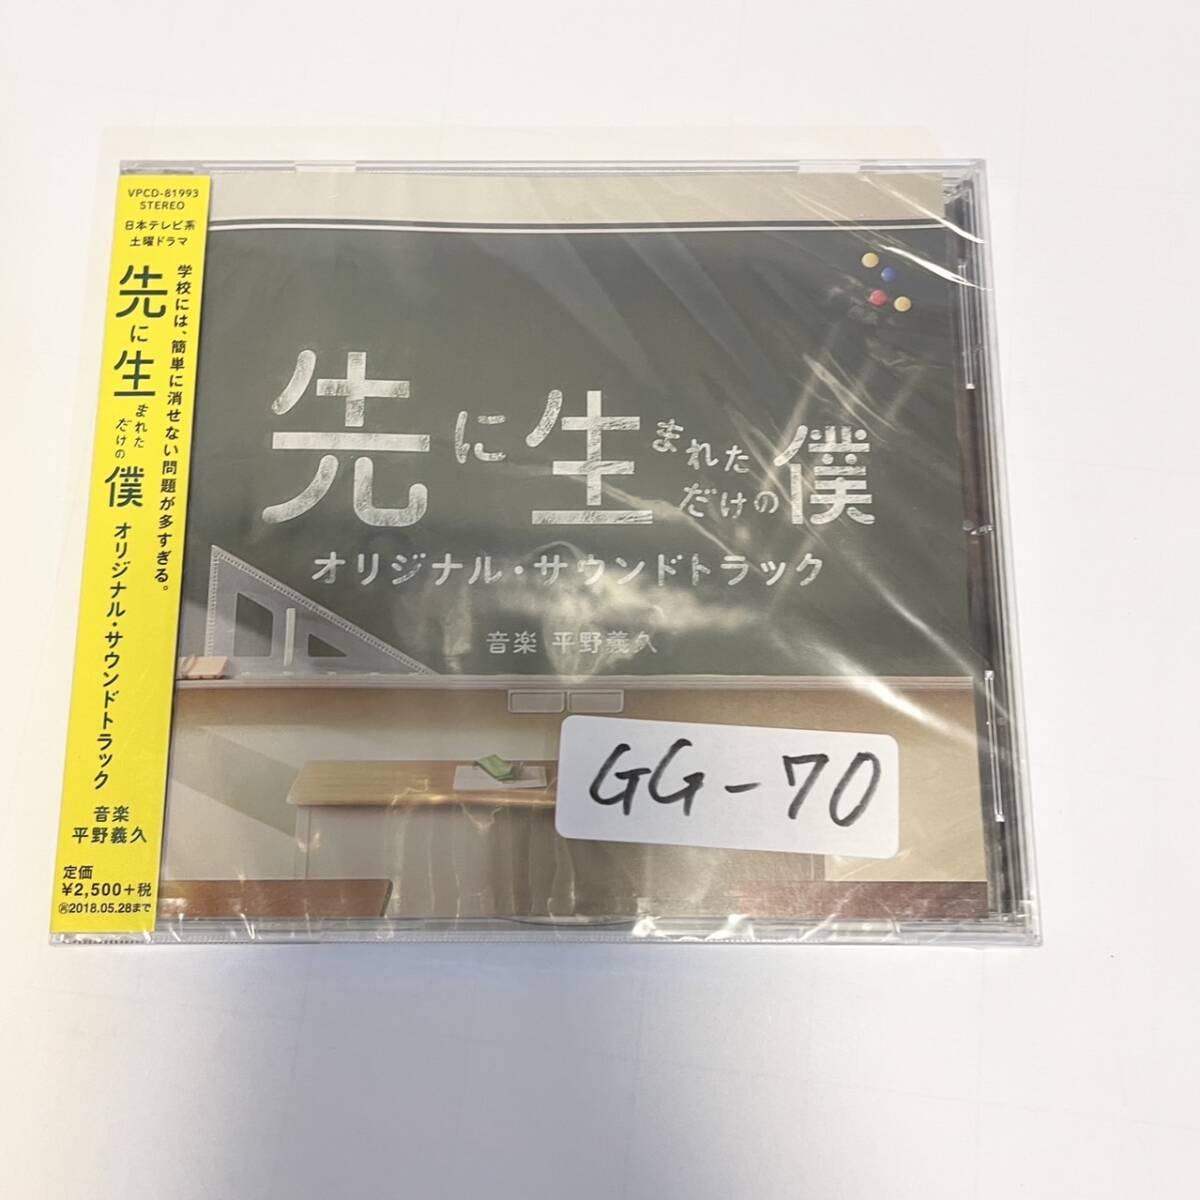 VPCD-81993
STEREO
日本テレビ系
土曜ドラマ
学校には、簡単に消せない問題が多すぎる。
先に生まれただけの僕
オリジナル・サウンドトラック
音楽
平野義久
定価
¥2,500+税
㋐2018.05.28まで
先に生まれただけの僕
オリジナル・サウンドトラック
音楽 平野義久
GG-70